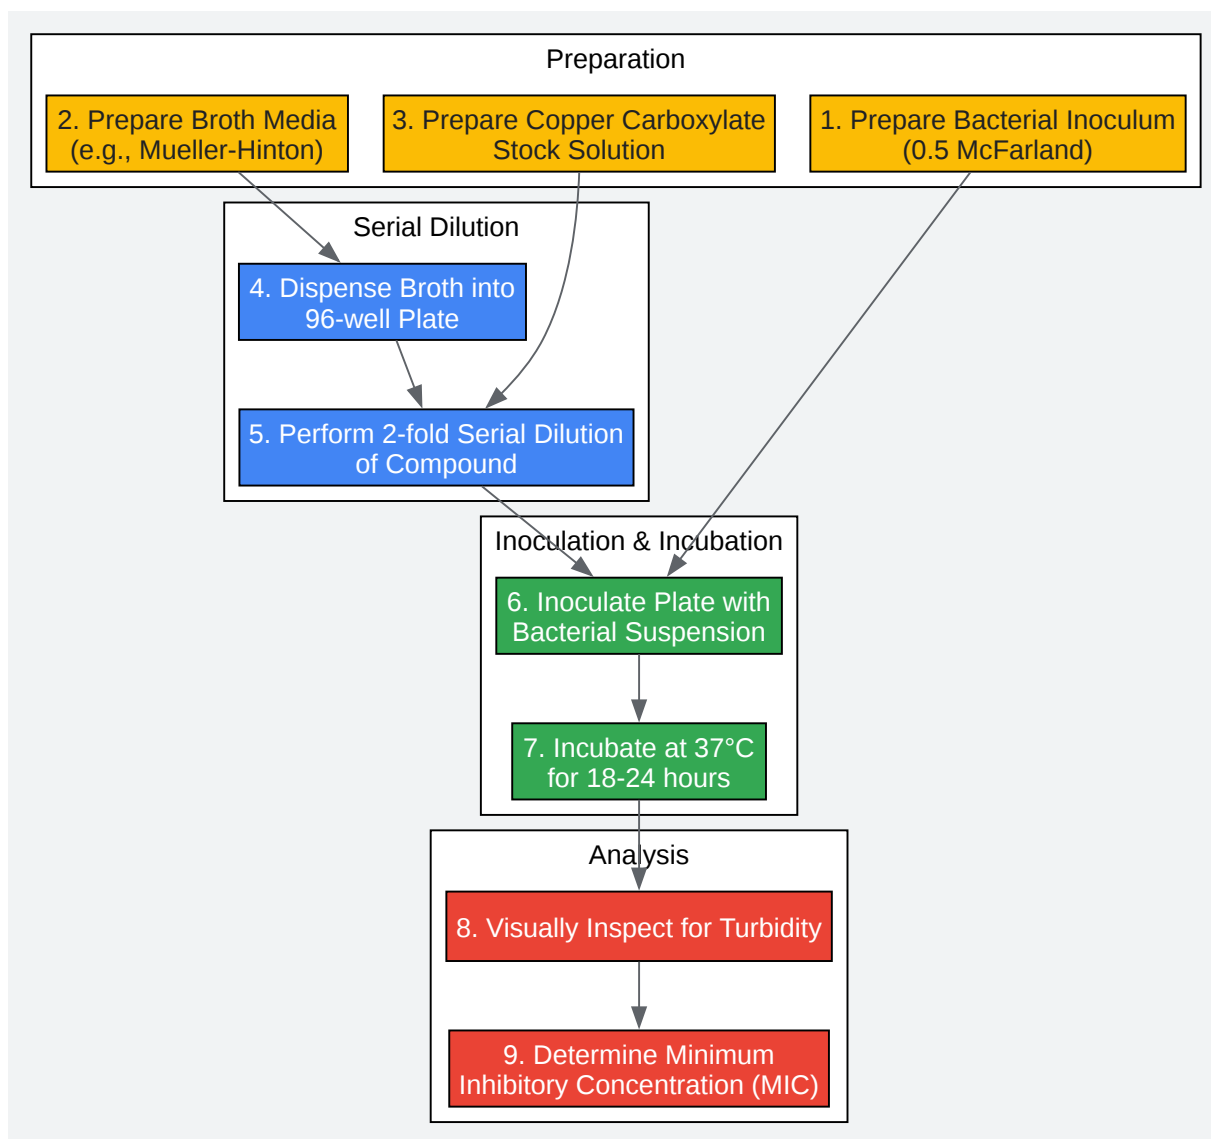 Preparation
2. Prepare Broth Media
(e.g., Mueller-Hinton)
3. Prepare Copper Carboxylate
Stock Solution
1. Prepare Bacterial Inoculum
(0.5 McFarland)
Serial Dilution
4. Dispense Broth into
96-well Plate
5. Perform 2-fold Serial Dilution
of Compound
Inoculation & Incubation
6. Inoculate Plate with
Bacterial Suspension
7. Incubate at 37°C
for 18-24 hours
Analysis
8. Visually Inspect for Turbidity
9. Determine Minimum
Inhibitory Concentration (MIC)